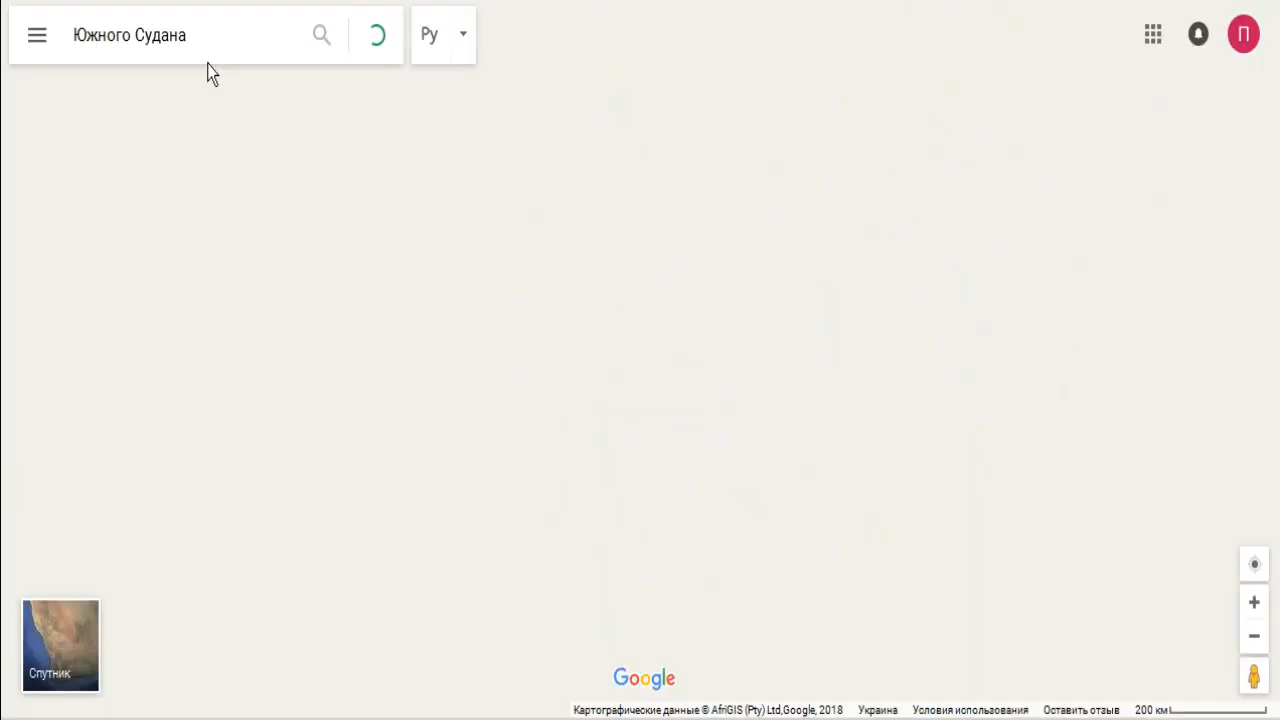 Южного Судана
Ру
П
Спутник
Google
Картографические данные © AfriGIS (Pty) Ltd,Google, 2018 Украина Условия использования Оставить отзыв 200 км